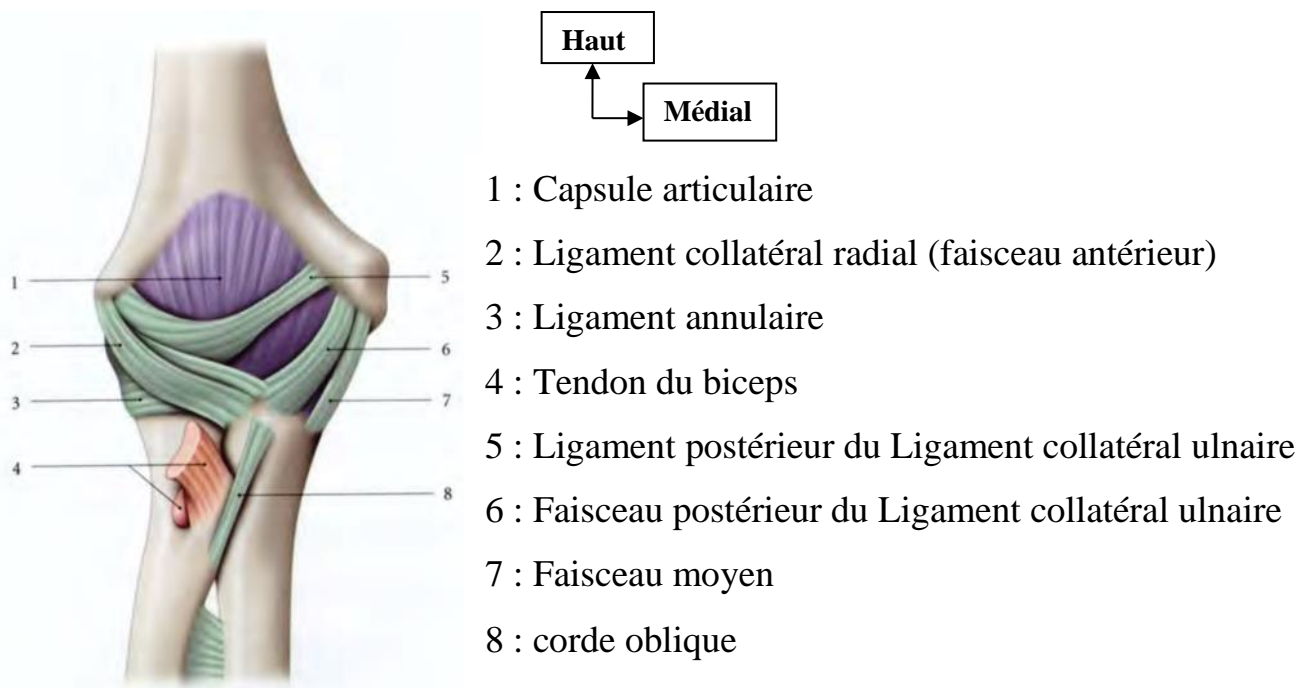 Haut
Médial
1 : Capsule articulaire
2 : Ligament collatéral radial (faisceau antérieur)
3 : Ligament annulaire
4 : Tendon du biceps
5 : Ligament postérieur du Ligament collatéral ulnaire
6 : Faisceau postérieur du Ligament collatéral ulnaire
7 : Faisceau moyen
8 : corde oblique
1
5
2
6
3
7
4
8